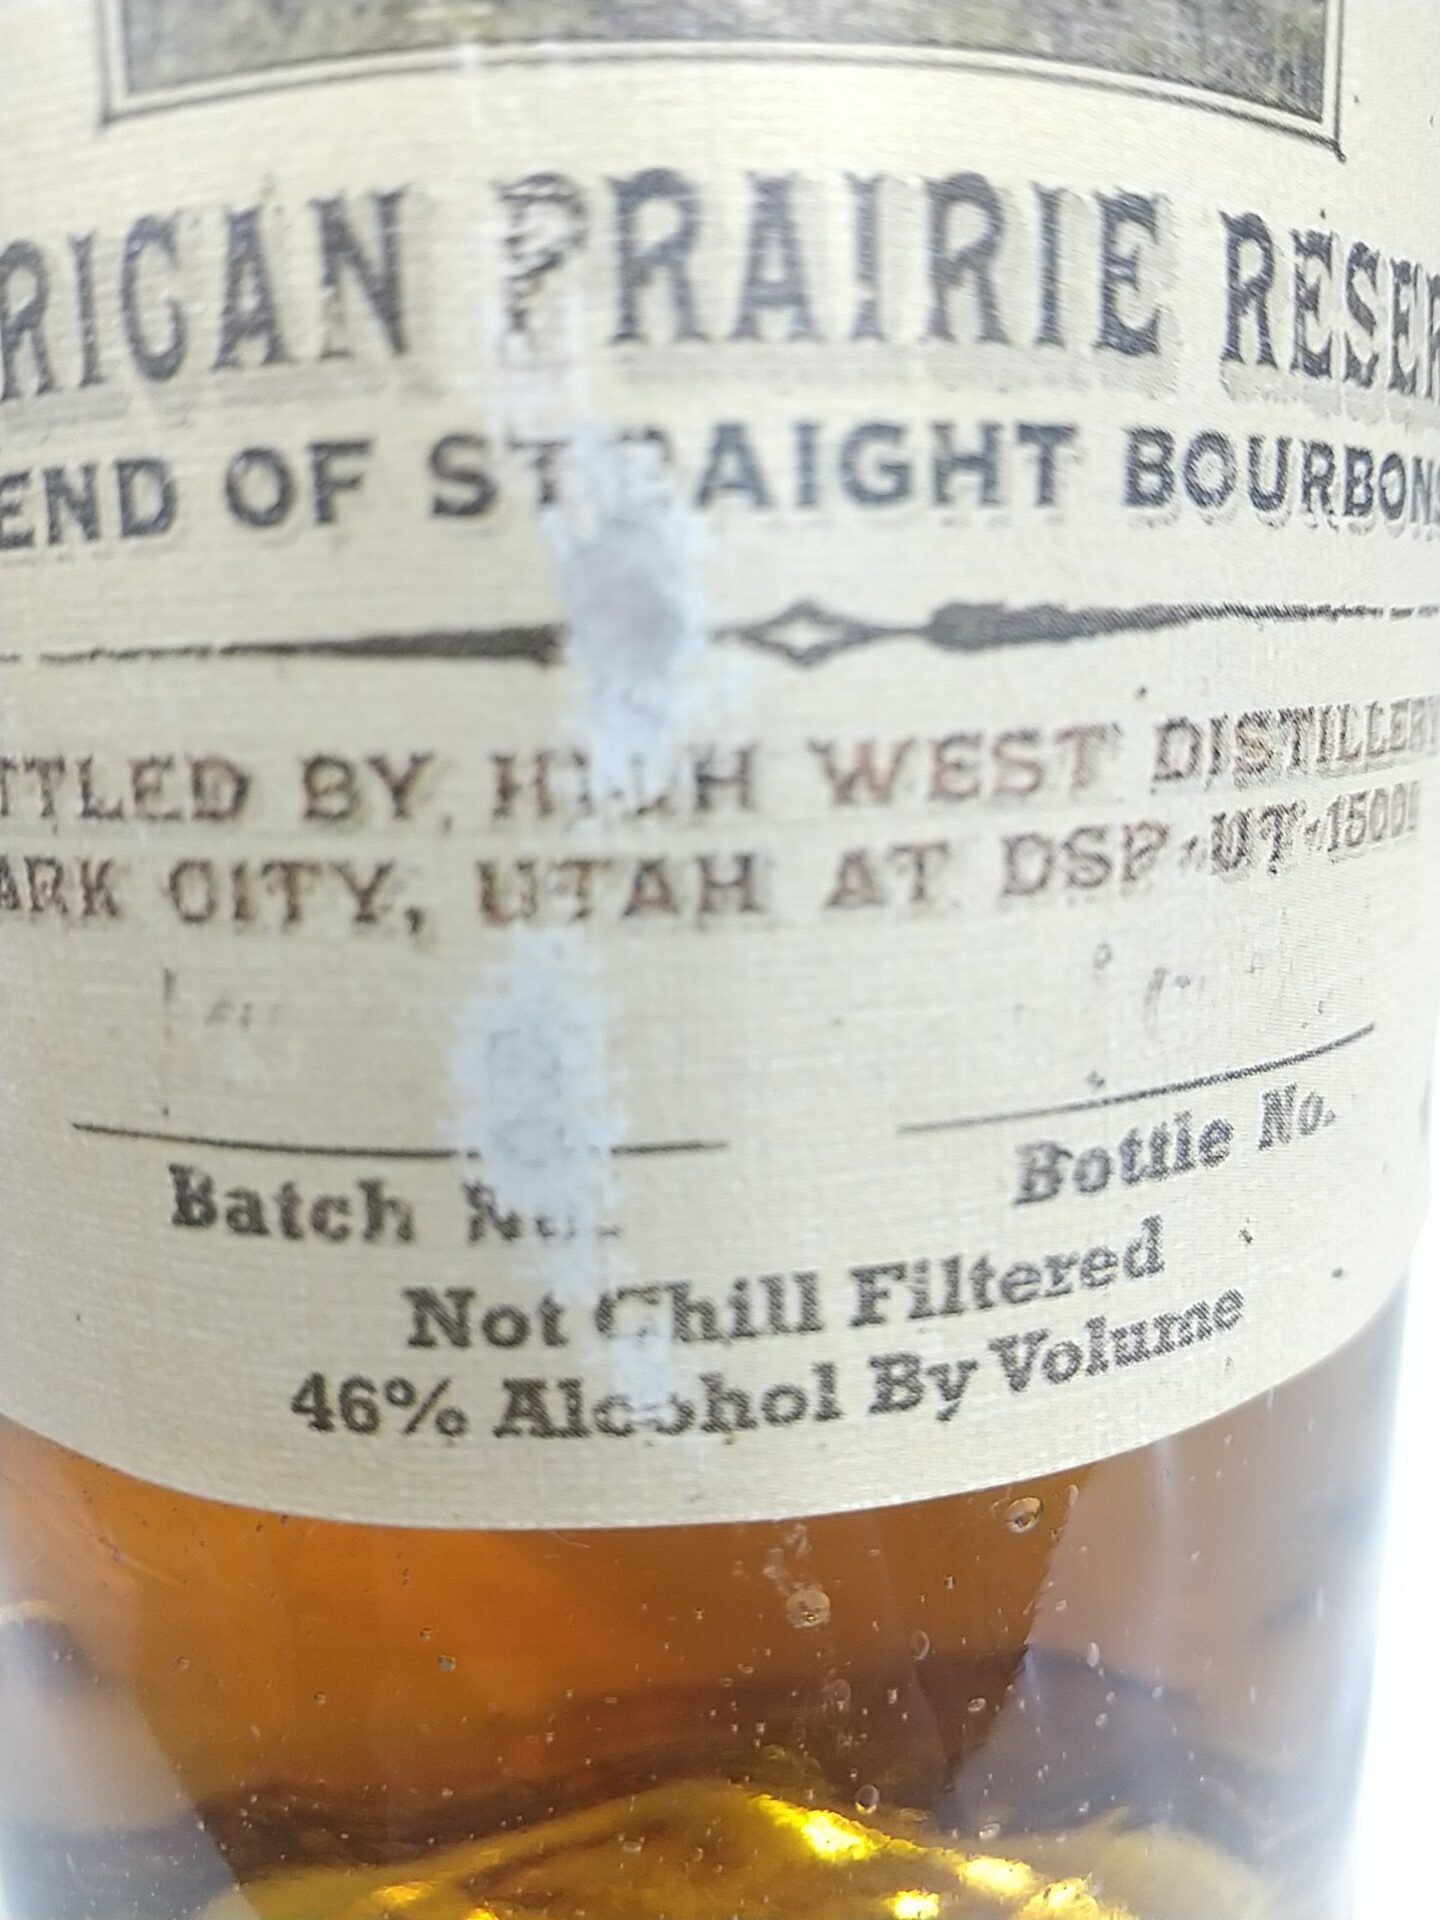 RICAN PRAIRIE RESER
END OF STRAIGHT BOURBONS
TTLED BY HIGH WEST DISTILLERY
ARK CITY, UTAH AT DSP-UT-15005
Batch No.
Bottle No.
Not Chill Filtered
46% Alcohol By Volume